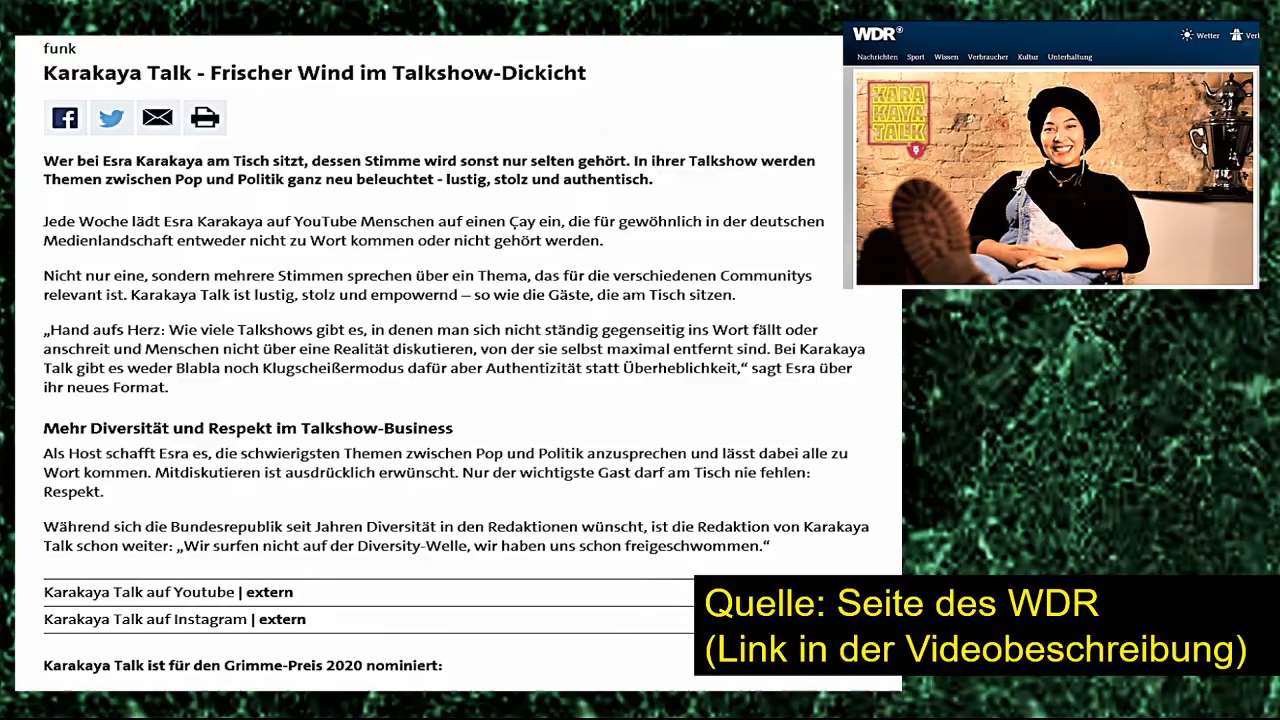 funk
Karakaya Talk - Frischer Wind im Talkshow-Dickicht
Wer bei Esra Karakaya am Tisch sitzt, dessen Stimme wird sonst nur selten gehört. In ihrer Talkshow werden
Themen zwischen Pop und Politik ganz neu beleuchtet - lustig, stolz und authentisch.
Jede Woche lädt Esra Karakaya auf YouTube Menschen auf einen Çay ein, die für gewöhnlich in der deutschen
Medienlandschaft entweder nicht zu Wort kommen oder nicht gehört werden.
Nicht nur eine, sondern mehrere Stimmen sprechen über ein Thema, das für die verschiedenen Communitys
relevant ist. Karakaya Talk ist lustig, stolz und empowernd – so wie die Gäste, die am Tisch sitzen.
„Hand aufs Herz: Wie viele Talkshows gibt es, in denen man sich nicht ständig gegenseitig ins Wort fällt oder
anschreit und Menschen nicht über eine Realität diskutieren, von der sie selbst maximal entfernt sind. Bei Karakaya
Talk gibt es weder Blabla noch Klugscheißermodus dafür aber Authentizität statt Überheblichkeit,“ sagt Esra über
ihr neues Format.
Mehr Diversität und Respekt im Talkshow-Business
Als Host schafft Esra es, die schwierigsten Themen zwischen Pop und Politik anzusprechen und lässt dabei alle zu
Wort kommen. Mitdiskutieren ist ausdrücklich erwünscht. Nur der wichtigste Gast darf am Tisch nie fehlen:
Respekt.
Während sich die Bundesrepublik seit Jahren Diversität in den Redaktionen wünscht, ist die Redaktion von Karakaya
Talk schon weiter: „Wir surfen nicht auf der Diversity-Welle, wir haben uns schon freigeschwommen.“
Karakaya Talk auf Youtube | extern
Karakaya Talk auf Instagram | extern
Karakaya Talk ist für den Grimme-Preis 2020 nominiert:
WDR®
Wetter Verl
Nachrichten Sport Wissen Verbraucher Kultur Unterhaltung
KARA
KAYA
TALK
Quelle: Seite des WDR
(Link in der Videobeschreibung)